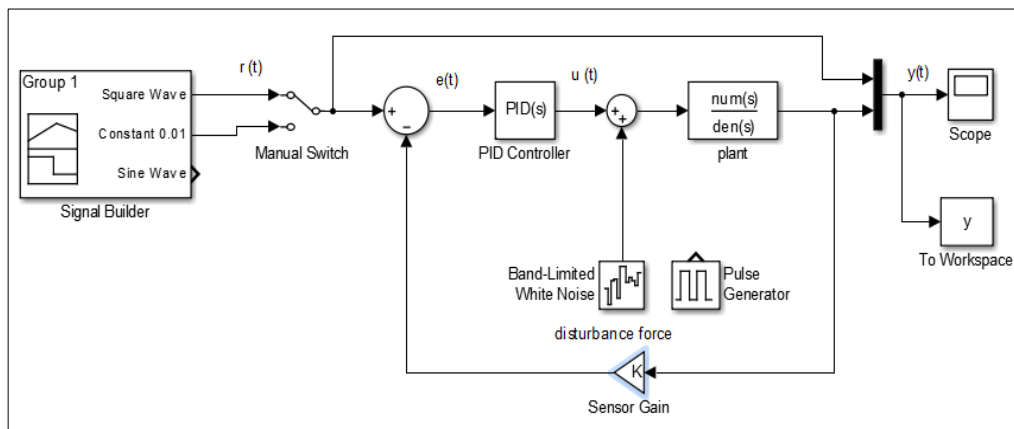 Group 1
Square Wave
Constant 0.01
Sine Wave
Signal Builder
r (t)
Manual Switch
+
−
e(t)
PID(s)
PID Controller
u (t)
+
+
num(s)
den(s)
plant
y(t)
Scope
y
To Workspace
Band-Limited
White Noise
Pulse
Generator
disturbance force
K
Sensor Gain